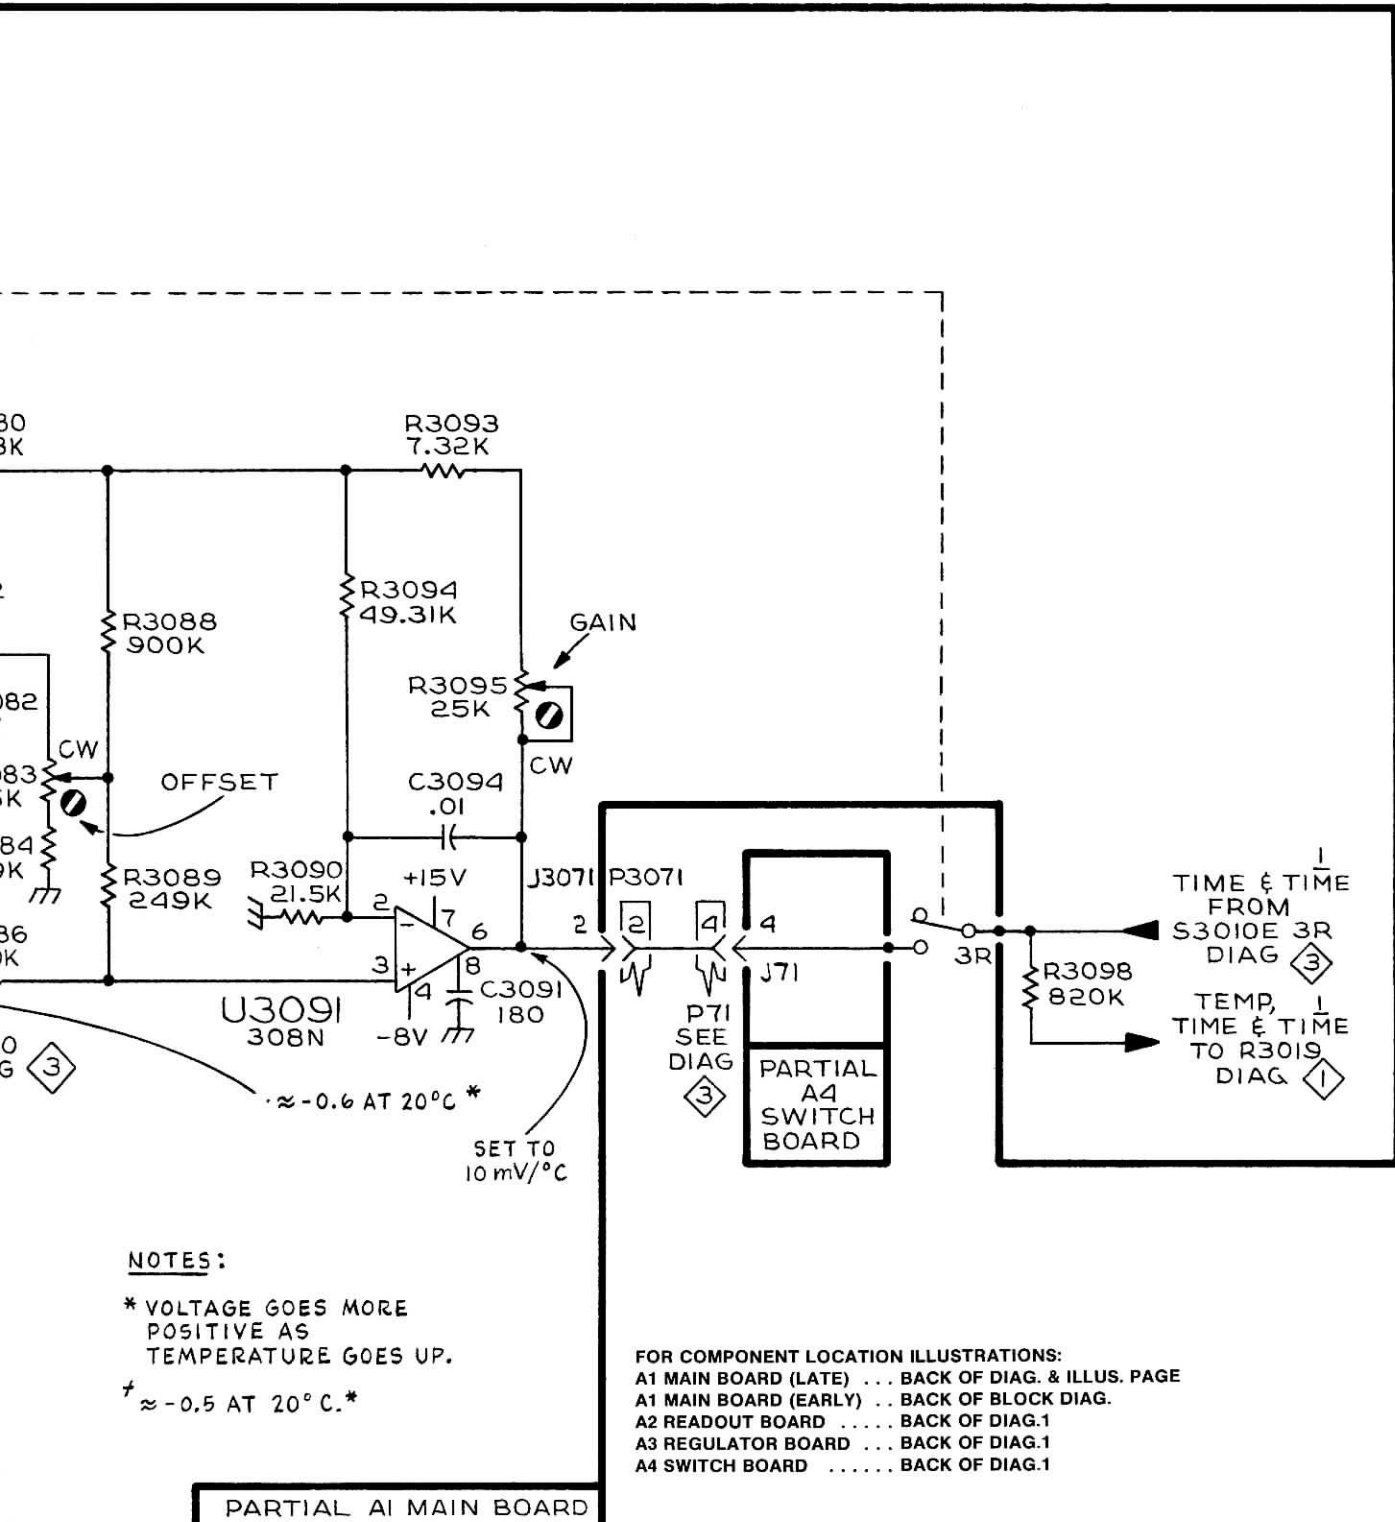 R3093
7.32K
R3094
49.31K
R3088
900K
GAIN
R3095
25K
CW
CW
OFFSET
C3094
.01
R3090
21.5K
+15V
R3089
249K
2
7
6
3
8
4
−
+
U3091
308N
-8V
C3091
180
J3071
P3071
2
2
4
4
J71
P71
SEE
DIAG
3
3R
TIME & 1/TIME
FROM
S3010E 3R
DIAG 3
R3098
820K
TEMP,
TIME & 1/TIME
TO R3019
DIAG 1
PARTIAL
A4
SWITCH
BOARD
3
≈-0.6 AT 20°C *
SET TO
10 mV/°C
NOTES:
* VOLTAGE GOES MORE
POSITIVE AS
TEMPERATURE GOES UP.
≈ -0.5 AT 20° C.*
FOR COMPONENT LOCATION ILLUSTRATIONS:
A1 MAIN BOARD (LATE) ... BACK OF DIAG. & ILLUS. PAGE
A1 MAIN BOARD (EARLY) .. BACK OF BLOCK DIAG.
A2 READOUT BOARD ..... BACK OF DIAG.1
A3 REGULATOR BOARD ... BACK OF DIAG.1
A4 SWITCH BOARD ...... BACK OF DIAG.1
PARTIAL A1 MAIN BOARD